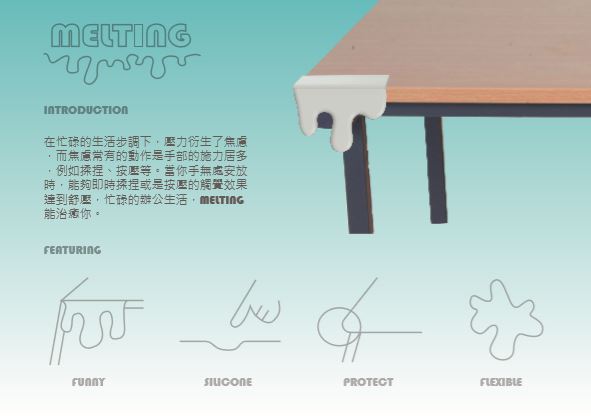 MELTING
INTRODUCTION
在忙碌的生活步調下，壓力衍生了焦慮
，而焦慮常有的動作是手部的施力居多
，例如揉捏、按壓等。當你手無處安放
時，能夠即時揉捏或是按壓的觸覺效果
達到舒壓，忙碌的辦公生活，MELTING
能治癒你。
FEATURING
FUNNY SILICONE PROTECT FLEXIBLE